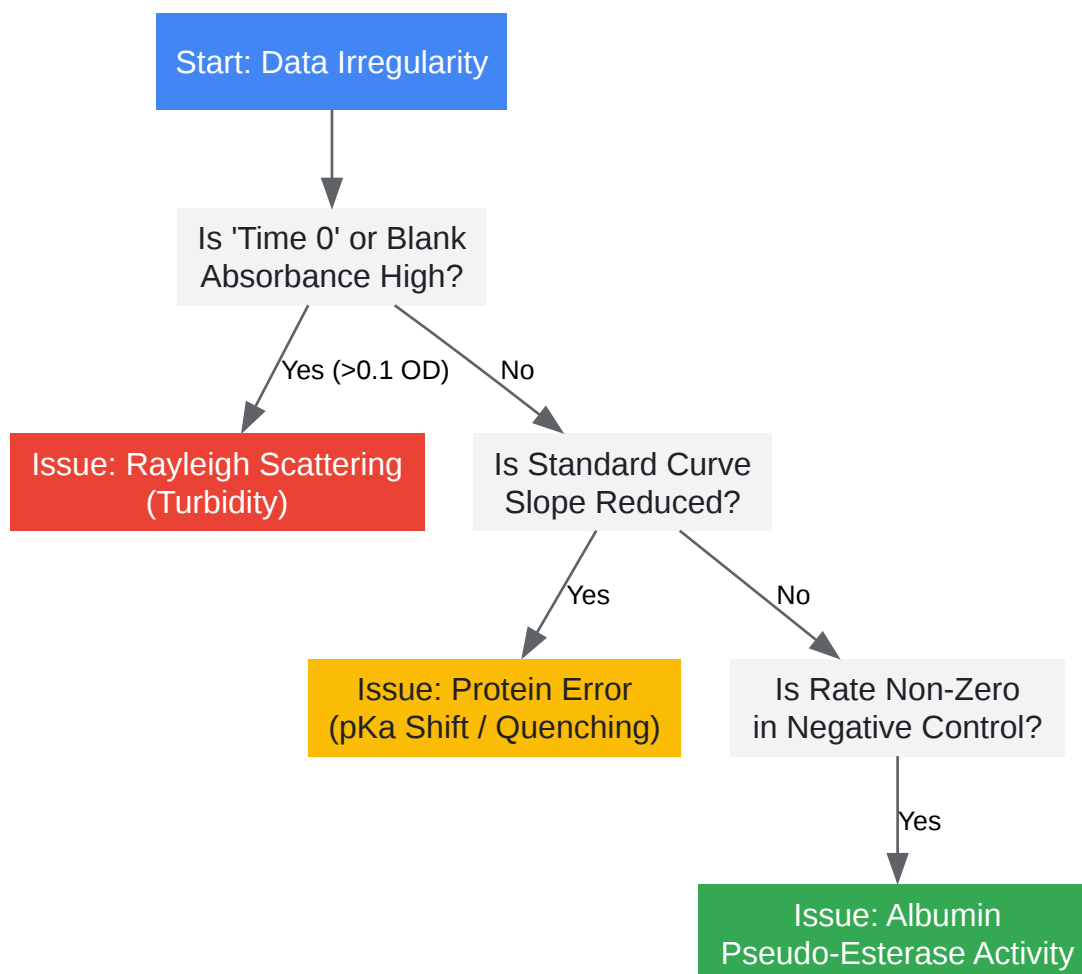 Start: Data Irregularity
Is 'Time 0' or Blank
Absorbance High?
Yes (>0.1 OD)
No
Issue: Rayleigh Scattering
(Turbidity)
Is Standard Curve
Slope Reduced?
Yes
No
Issue: Protein Error
(pKa Shift / Quenching)
Is Rate Non-Zero
in Negative Control?
Yes
Issue: Albumin
Pseudo-Esterase Activity